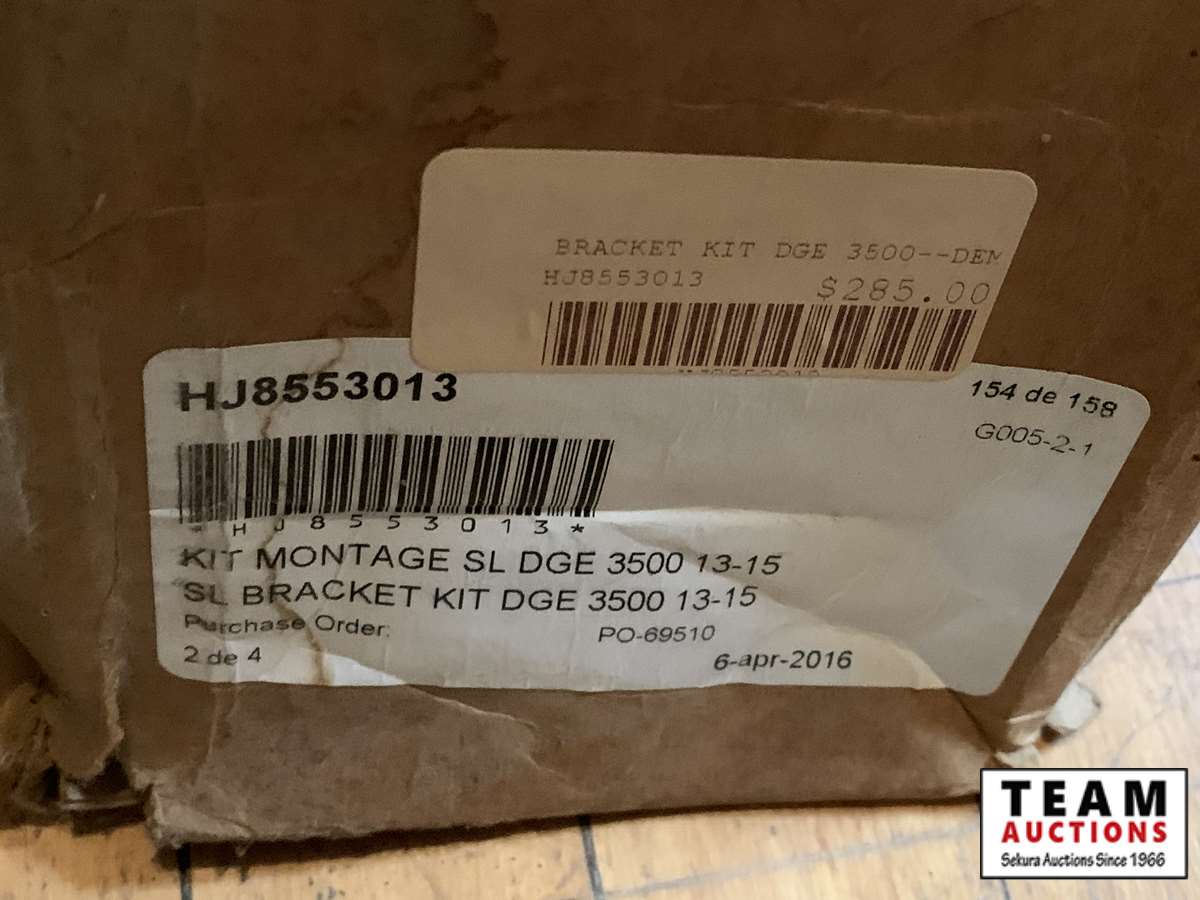 BRACKET KIT DGE 3500--DEM
HJ8553013
$285.00
HJ8553013
154 de 158
G005-2-1
*HJ8553013*
KIT MONTAGE SL DGE 3500 13-15
SL BRACKET KIT DGE 3500 13-15
Purchase Order: PO-69510
2 de 4 6-apr-2016
TEAM
AUCTIONS
Sekura Auctions Since 1966